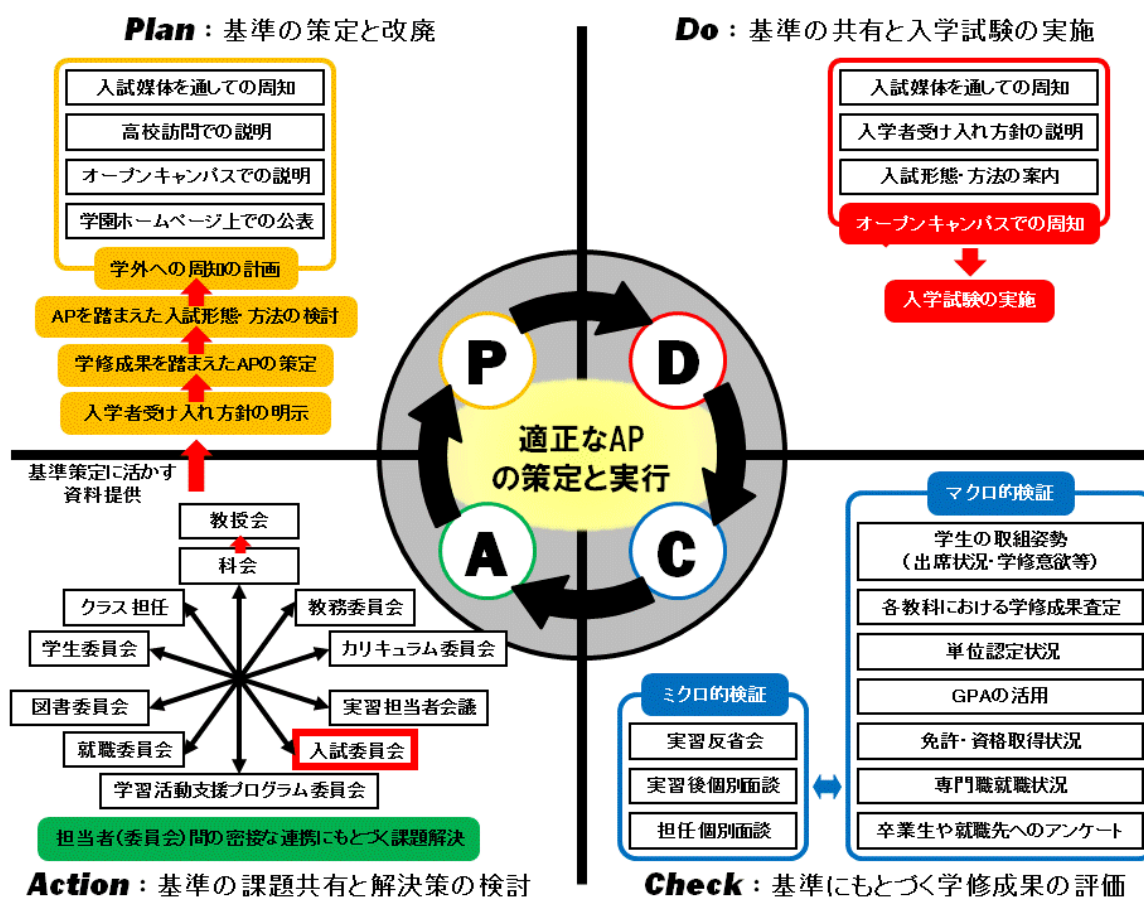 Plan：基準の策定と改廃
入試媒体を通しての周知
高校訪問での説明
オープンキャンパスでの説明
学園ホームページ上での公表
学外への周知の計画
APを踏まえた入試形態・方法の検討
学修成果を踏まえたAPの策定
入学者受け入れ方針の明示
Do：基準の共有と入学試験の実施
入試媒体を通しての周知
入学者受け入れ方針の説明
入試形態・方法の案内
オープンキャンパスでの周知
入学試験の実施
P
D
適正なAP
の策定と実行
A
C
基準策定に活かす
資料提供
教授会
科会
クラス担任
教務委員会
学生委員会
カリキュラム委員会
図書委員会
実習担当者会議
就職委員会
入試委員会
学習活動支援プログラム委員会
担当者(委員会)間の密接な連携にもとづく課題解決
Action：基準の課題共有と解決策の検討
マクロ的検証
学生の取組姿勢
(出席状況・学修意欲等)
各教科における学修成果査定
単位認定状況
GPAの活用
免許・資格取得状況
専門職就職状況
卒業生や就職先へのアンケート
ミクロ的検証
実習反省会
実習後個別面談
担任個別面談
Check：基準にもとづく学修成果の評価